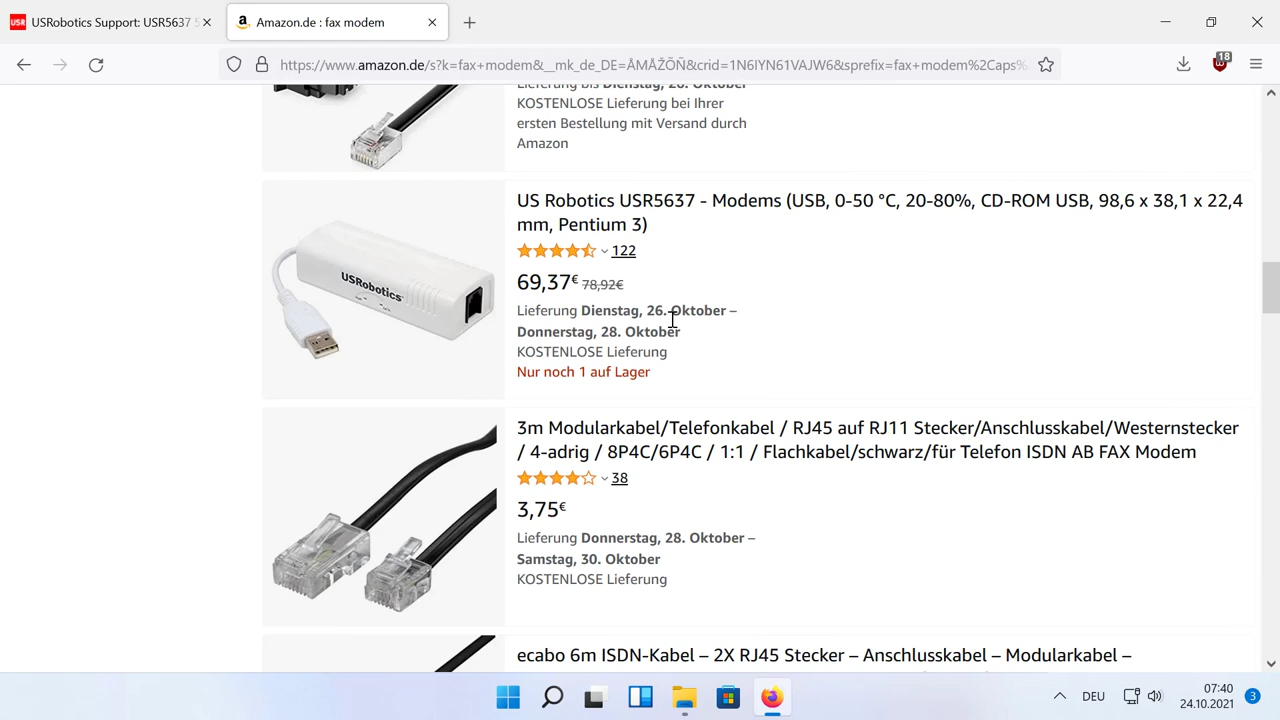 USRobotics Support: USR5637 5
Amazon.de : fax modem
https://www.amazon.de/s?k=fax+modem&__mk_de_DE=ÅMÅŽÕÑ&crid=1N6IYN61VAJW6&sprefix=fax+modem%2Caps%
18
Lieferung bis Dienstag, 26. Oktober
KOSTENLOSE Lieferung bei Ihrer
ersten Bestellung mit Versand durch
Amazon
US Robotics USR5637 - Modems (USB, 0-50 °C, 20-80%, CD-ROM USB, 98,6 x 38,1 x 22,4
mm, Pentium 3)
122
69,37€ 78,92€
Lieferung Dienstag, 26. Oktober –
Donnerstag, 28. Oktober
KOSTENLOSE Lieferung
Nur noch 1 auf Lager
USRobotics
3m Modularkabel/Telefonkabel / RJ45 auf RJ11 Stecker/Anschlusskabel/Westernstecker
/ 4-adrig / 8P4C/6P4C / 1:1 / Flachkabel/schwarz/für Telefon ISDN AB FAX Modem
38
3,75€
Lieferung Donnerstag, 28. Oktober –
Samstag, 30. Oktober
KOSTENLOSE Lieferung
ecabo 6m ISDN-Kabel – 2X RJ45 Stecker – Anschlusskabel – Modularkabel –
DEU
07:40
24.10.2021
3